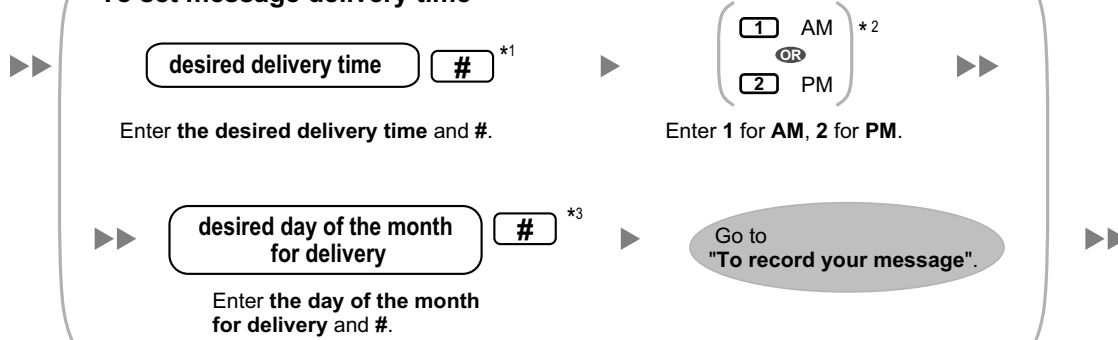 To set message delivery time
desired delivery time # *1
1 AM *2
OR
2 PM
Enter the desired delivery time and #.
Enter 1 for AM, 2 for PM.
desired day of the month
for delivery
# *3
Go to
"To record your message".
Enter the day of the month
for delivery and #.